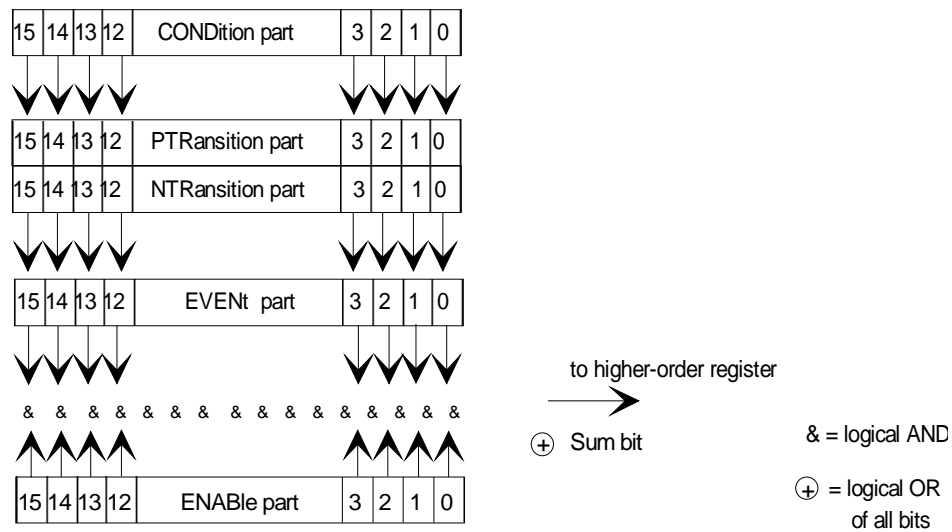 15 14 13 12 CONDition part 3 2 1 0
15 14 13 12 PTRansition part 3 2 1 0
15 14 13 12 NTRansition part 3 2 1 0
15 14 13 12 EVENt part 3 2 1 0
to higher-order register
& & & & & & & & & & & & & & & &
+ Sum bit
& = logical AND
15 14 13 12 ENABle part 3 2 1 0
+ = logical OR
of all bits